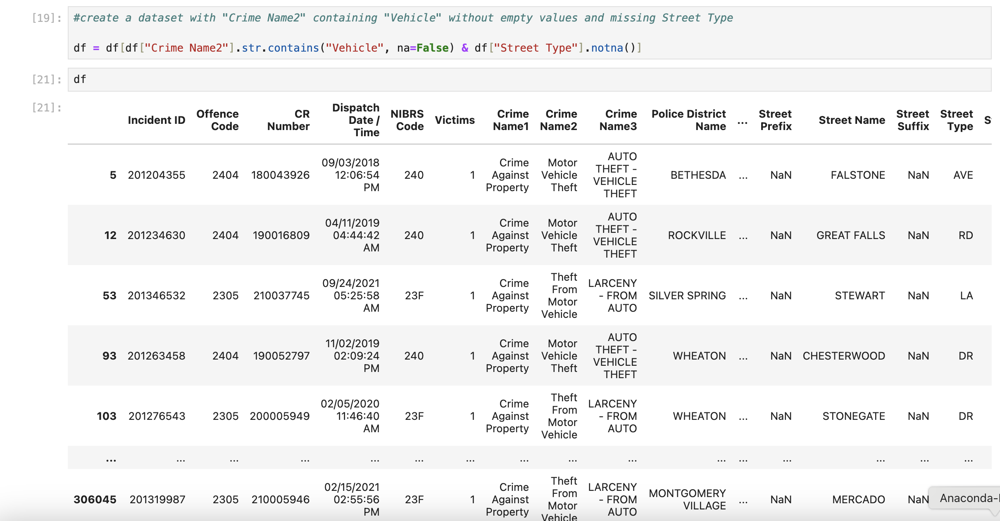 [19]: #create a dataset with "Crime Name2" containing "Vehicle" without empty values and missing Street Type
df = df[df["Crime Name2"].str.contains("Vehicle", na=False) & df["Street Type"].notna()]
[21]: df
[21]:
Incident ID Offence Code CR Number Dispatch Date / Time NIBRS Code Victims Crime Name1 Crime Name2 Crime Name3 Police District Name ... Street Prefix Street Name Street Suffix Street Type
5 201204355 2404 180043926 09/03/2018 12:06:54 PM 240 1 Crime Against Property Motor Vehicle Theft AUTO THEFT - VEHICLE THEFT BETHESDA ... NaN FALSTONE NaN AVE
12 201234630 2404 190016809 04/11/2019 04:44:42 AM 240 1 Crime Against Property Motor Vehicle Theft AUTO THEFT - VEHICLE THEFT ROCKVILLE ... NaN GREAT FALLS NaN RD
53 201346532 2305 210037745 09/24/2021 05:25:58 AM 23F 1 Crime Against Property Theft From Motor Vehicle LARCENY - FROM AUTO SILVER SPRING ... NaN STEWART NaN LA
93 201263458 2404 190052797 11/02/2019 02:09:24 PM 240 1 Crime Against Property Motor Vehicle Theft AUTO THEFT - VEHICLE THEFT WHEATON ... NaN CHESTERWOOD NaN DR
103 201276543 2305 200005949 02/05/2020 11:46:40 AM 23F 1 Crime Against Property Theft From Motor Vehicle LARCENY - FROM AUTO WHEATON ... NaN STONEGATE NaN DR
... ... ... ... ... ... ... ... ... ... ... ... ... ... ... ...
306045 201319987 2305 210005946 02/15/2021 02:55:56 PM 23F 1 Crime Against Property Theft From Motor Vehicle LARCENY - FROM AUTO MONTGOMERY VILLAGE ... NaN MERCADO NaN
Anaconda-